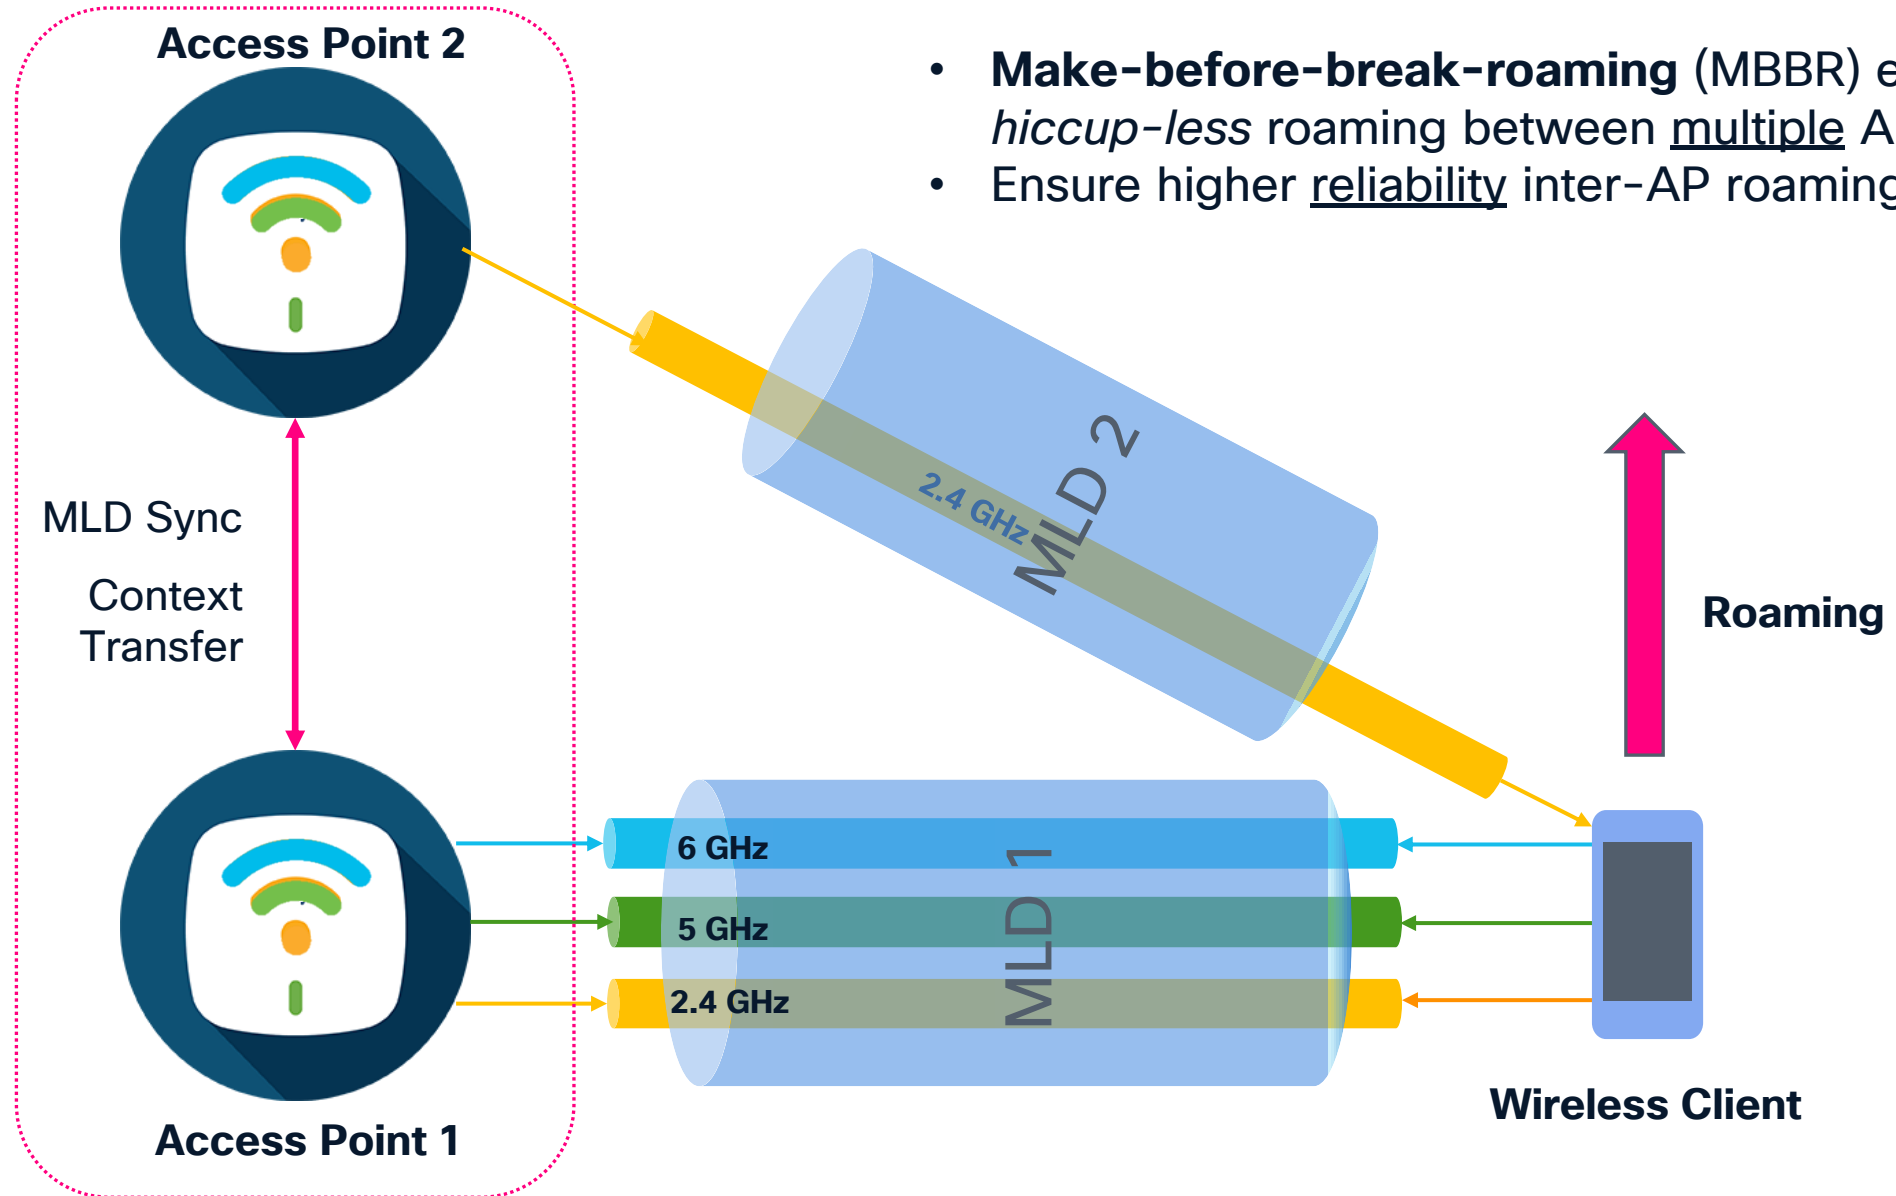 Access Point 2
• Make-before-break-roaming (MBBR)
hiccup-less roaming between multiple
• Ensure higher reliability inter-AP roaming
MLD 2
2.4 GHz
MLD Sync
Context
Transfer
Roaming
6 GHz
5 GHz
2.4 GHz
MLD 1
Wireless Client
Access Point 1